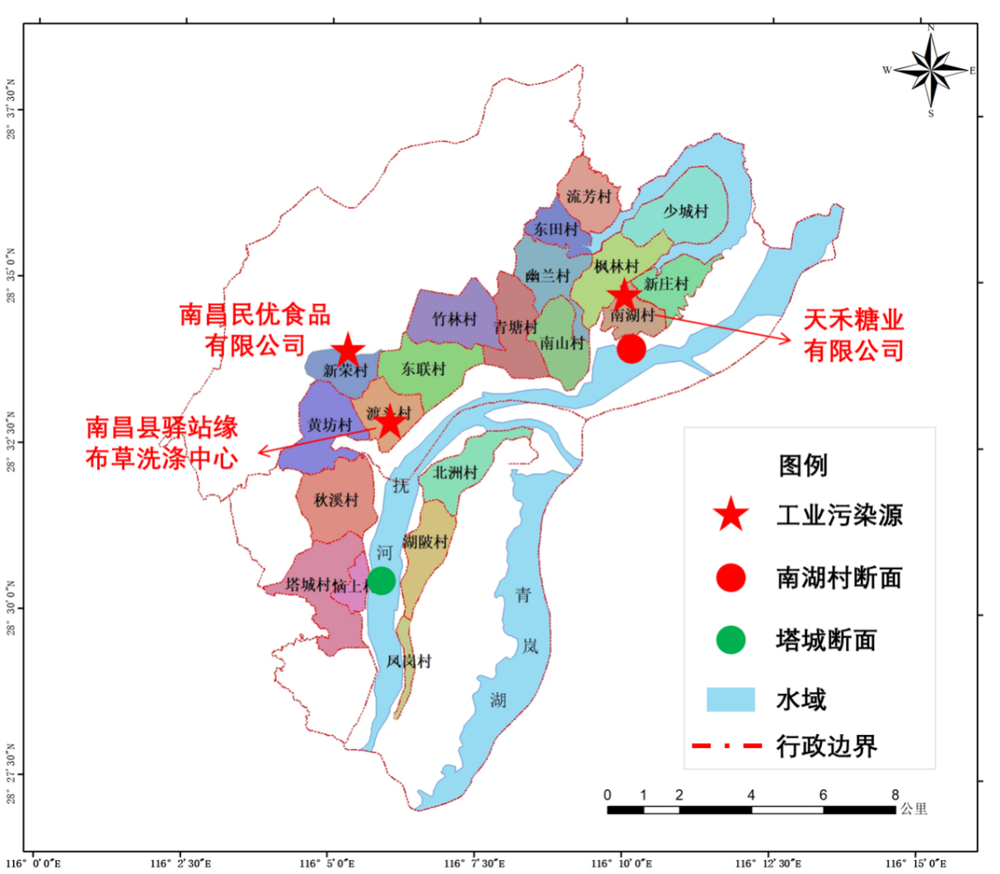 N
W
E
S
28° 37′30″N
28° 35′0″N
28° 32′30″N
28° 30′0″N
28° 27′30″N
流芳村
少城村
东田村
枫林村
幽兰村
新庄村
南湖村
竹林村
青塘村
南山村
南昌民优食品
有限公司
天禾糖业
有限公司
新荣村
东联村
渡头村
黄坊村
南昌县驿站缘
布草洗涤中心
北洲村
抚
河
秋溪村
湖陂村
塔城村
恼上村
凤岗村
青
岚
湖
图例
工业污染源
南湖村断面
塔城断面
水域
行政边界
0 1 2 4 6 8
公里
116° 0′0″E
116° 2′30″E
116° 5′0″E
116° 7′30″E
116° 10′0″E
116° 12′30″E
116° 15′0″E